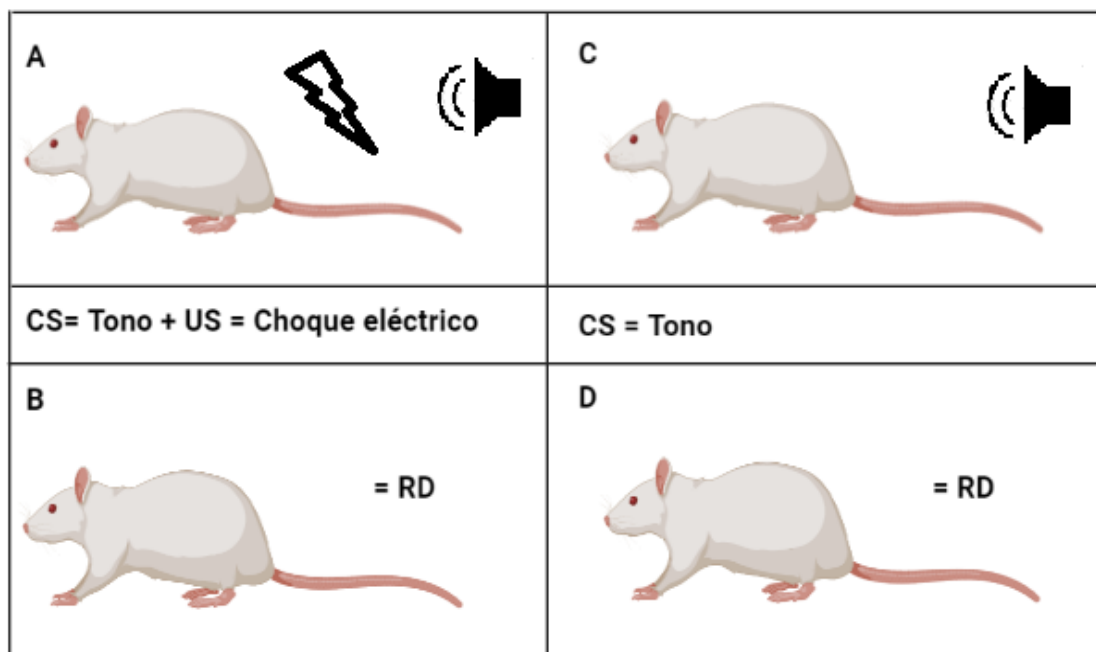 A
C
CS= Tono + US = Choque eléctrico
CS = Tono
B
= RD
D
= RD